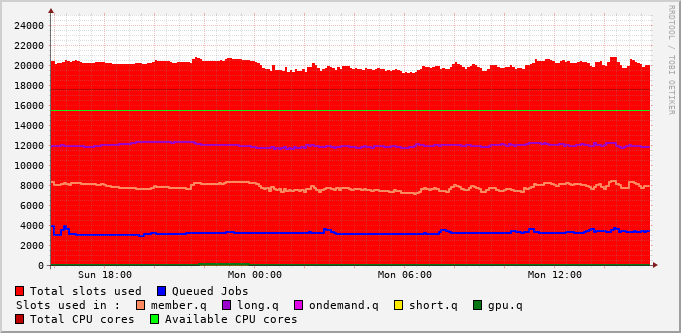 24000
22000
20000
18000
16000
14000
12000
10000
8000
6000
4000
2000
0
Sun 18:00 Mon 00:00 Mon 06:00 Mon 12:00
Total slots used Queued Jobs
Slots used in : member.q long.q ondemand.q short.q gpu.q
Total CPU cores Available CPU cores
RRDTOOL / TOBI OETIKER